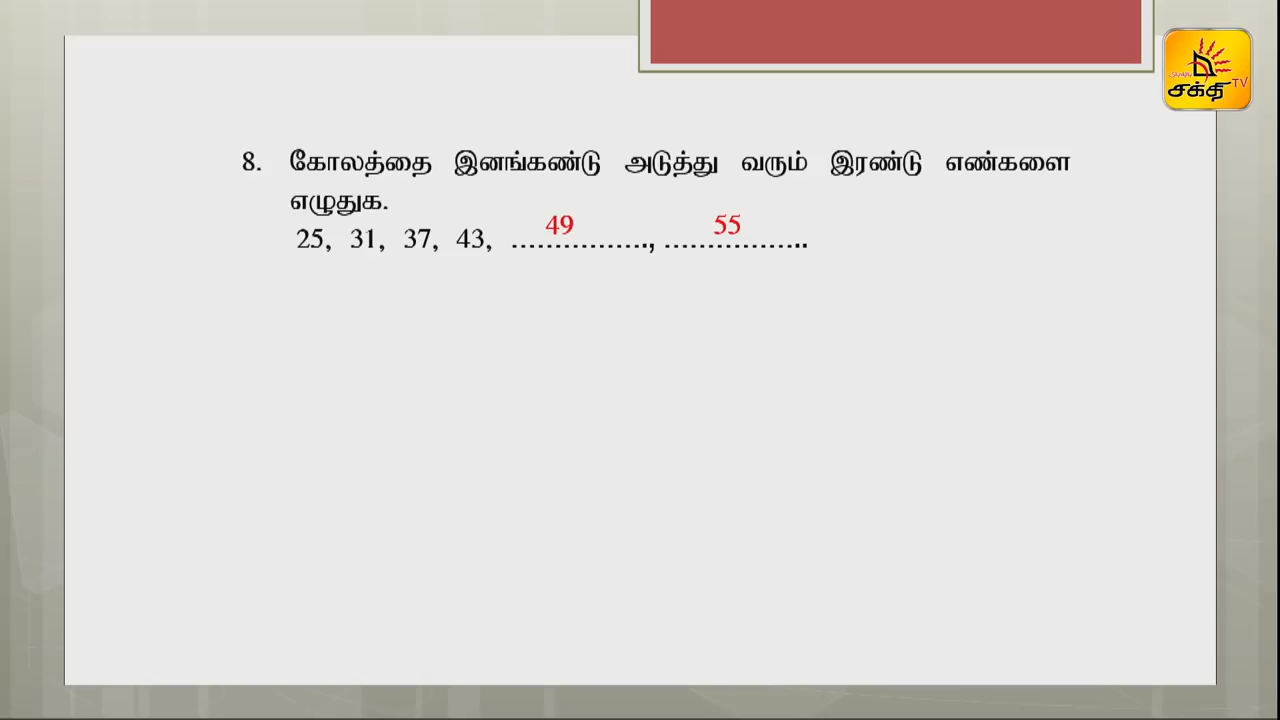 சக்தி TV
8. கோலத்தை இனங்கண்டு அடுத்து வரும் இரண்டு எண்களை
எழுதுக.
49 55
25, 31, 37, 43, ................., .................